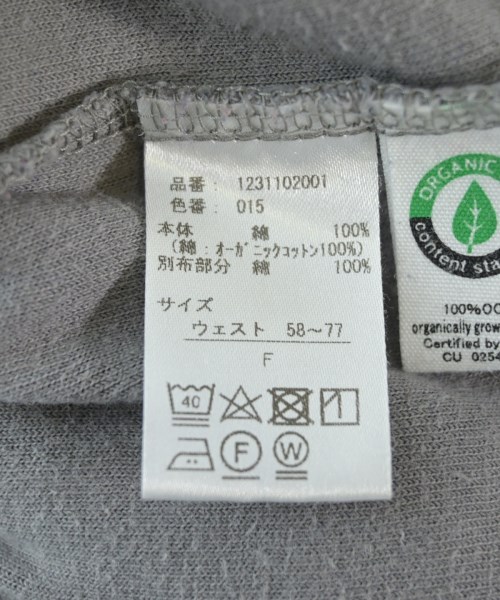 品番: 1231102001
色番: 015
本体 綿 100%
(綿:オーガニックコットン100%)
別布部分 綿 100%
サイズ
ウェスト 58～77
F
40
F
W
ORGANIC
content sta
100%OC
organically grow
Certified by
CU 0254